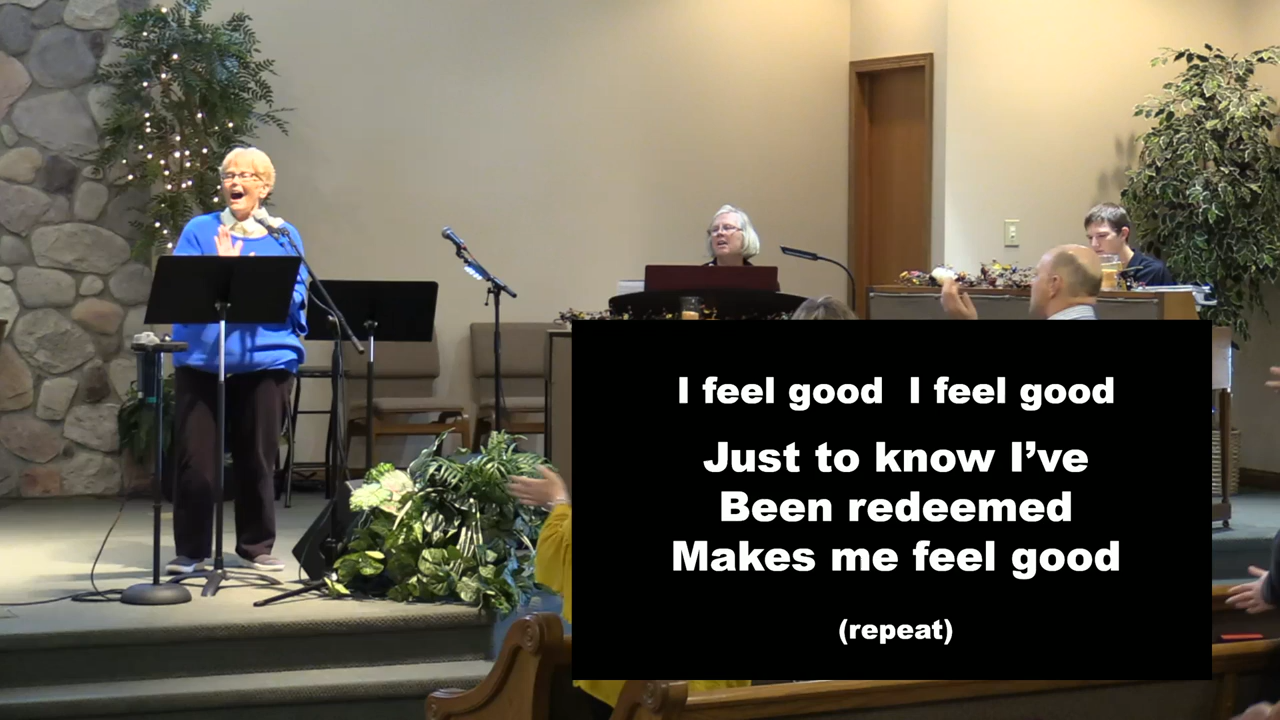 I feel good  I feel good
Just to know I’ve
Been redeemed
Makes me feel good
(repeat)